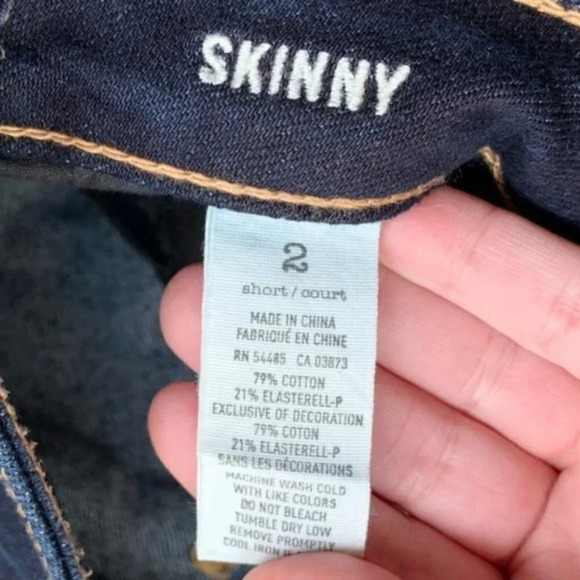 SKINNY
2
short/court
MADE IN CHINA
FABRIQUÉ EN CHINE
RN 54485 CA 03873
79% COTTON
21% ELASTERELL-P
EXCLUSIVE OF DECORATION
79% COTON
21% ELASTERELL-P
SANS LES DÉCORATIONS
MACHINE WASH COLD
WITH LIKE COLORS
DO NOT BLEACH
TUMBLE DRY LOW
REMOVE PROMPTLY
COOL IRON